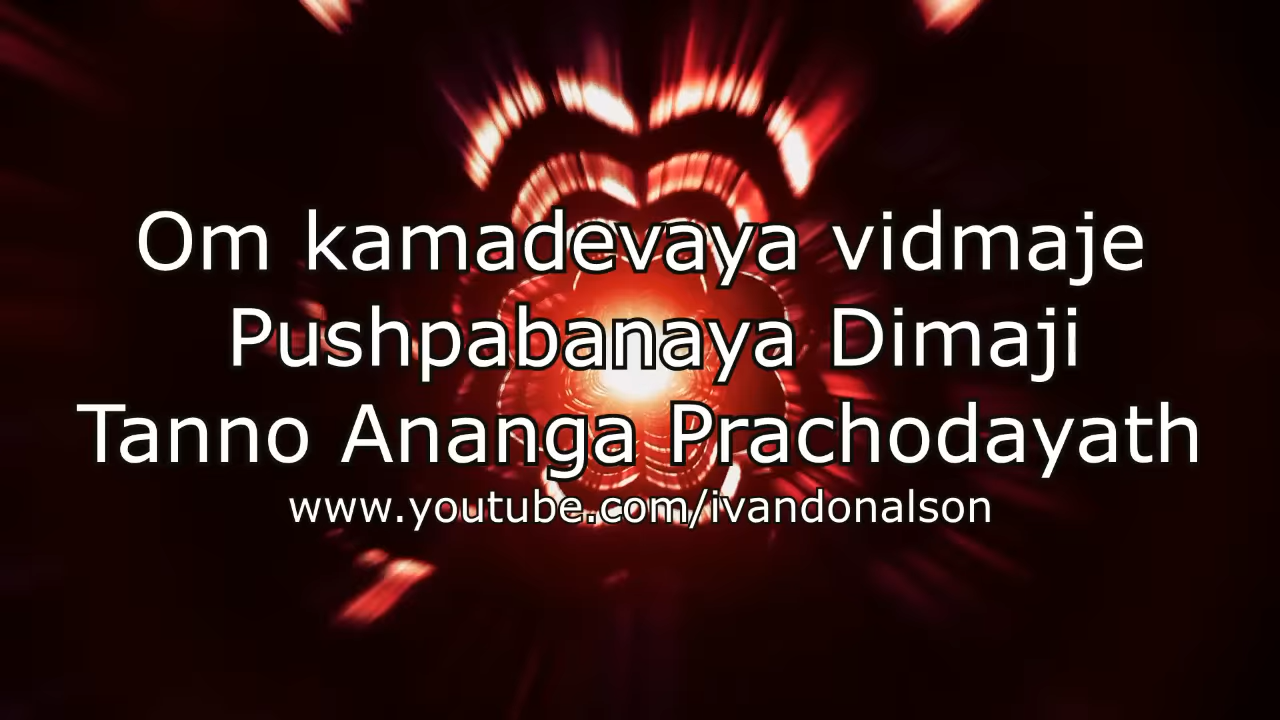 Om kamadevaya vidmaje
Pushpabanaya Dimaji
Tanno Ananga Prachodayath
www.youtube.com/ivandonalson